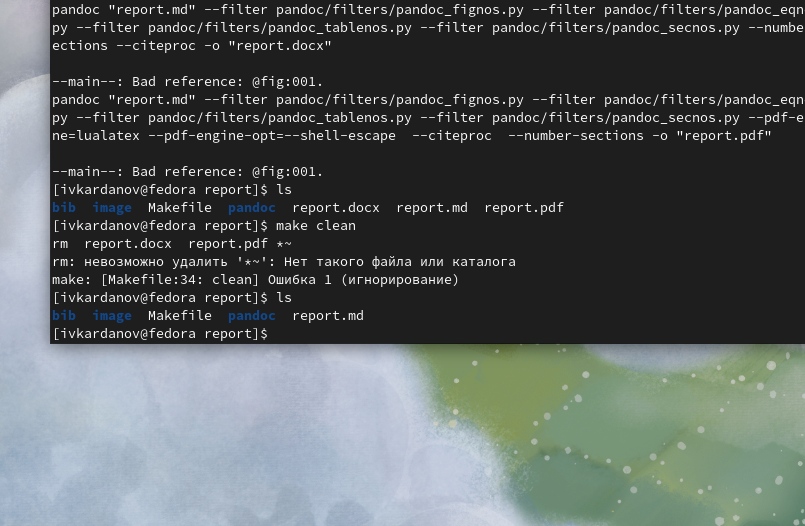 pandoc "report.md" --filter pandoc/filters/pandoc_fignos.py --filter pandoc/filters/pandoc_eqn
py --filter pandoc/filters/pandoc_tablenos.py --filter pandoc/filters/pandoc_secnos.py --numbe
ections --citeproc -o "report.docx"
--main--: Bad reference: @fig:001.
pandoc "report.md" --filter pandoc/filters/pandoc_fignos.py --filter pandoc/filters/pandoc_eqn
py --filter pandoc/filters/pandoc_tablenos.py --filter pandoc/filters/pandoc_secnos.py --pdf-e
ne=lualatex --pdf-engine-opt=--shell-escape  --citeproc  --number-sections -o "report.pdf"
--main--: Bad reference: @fig:001.
[ivkardanov@fedora report]$ ls
bib  image  Makefile  pandoc  report.docx  report.md  report.pdf
[ivkardanov@fedora report]$ make clean
rm  report.docx  report.pdf *~
rm: невозможно удалить '*~': Нет такого файла или каталога
make: [Makefile:34: clean] Ошибка 1 (игнорирование)
[ivkardanov@fedora report]$ ls
bib  image  Makefile  pandoc  report.md
[ivkardanov@fedora report]$